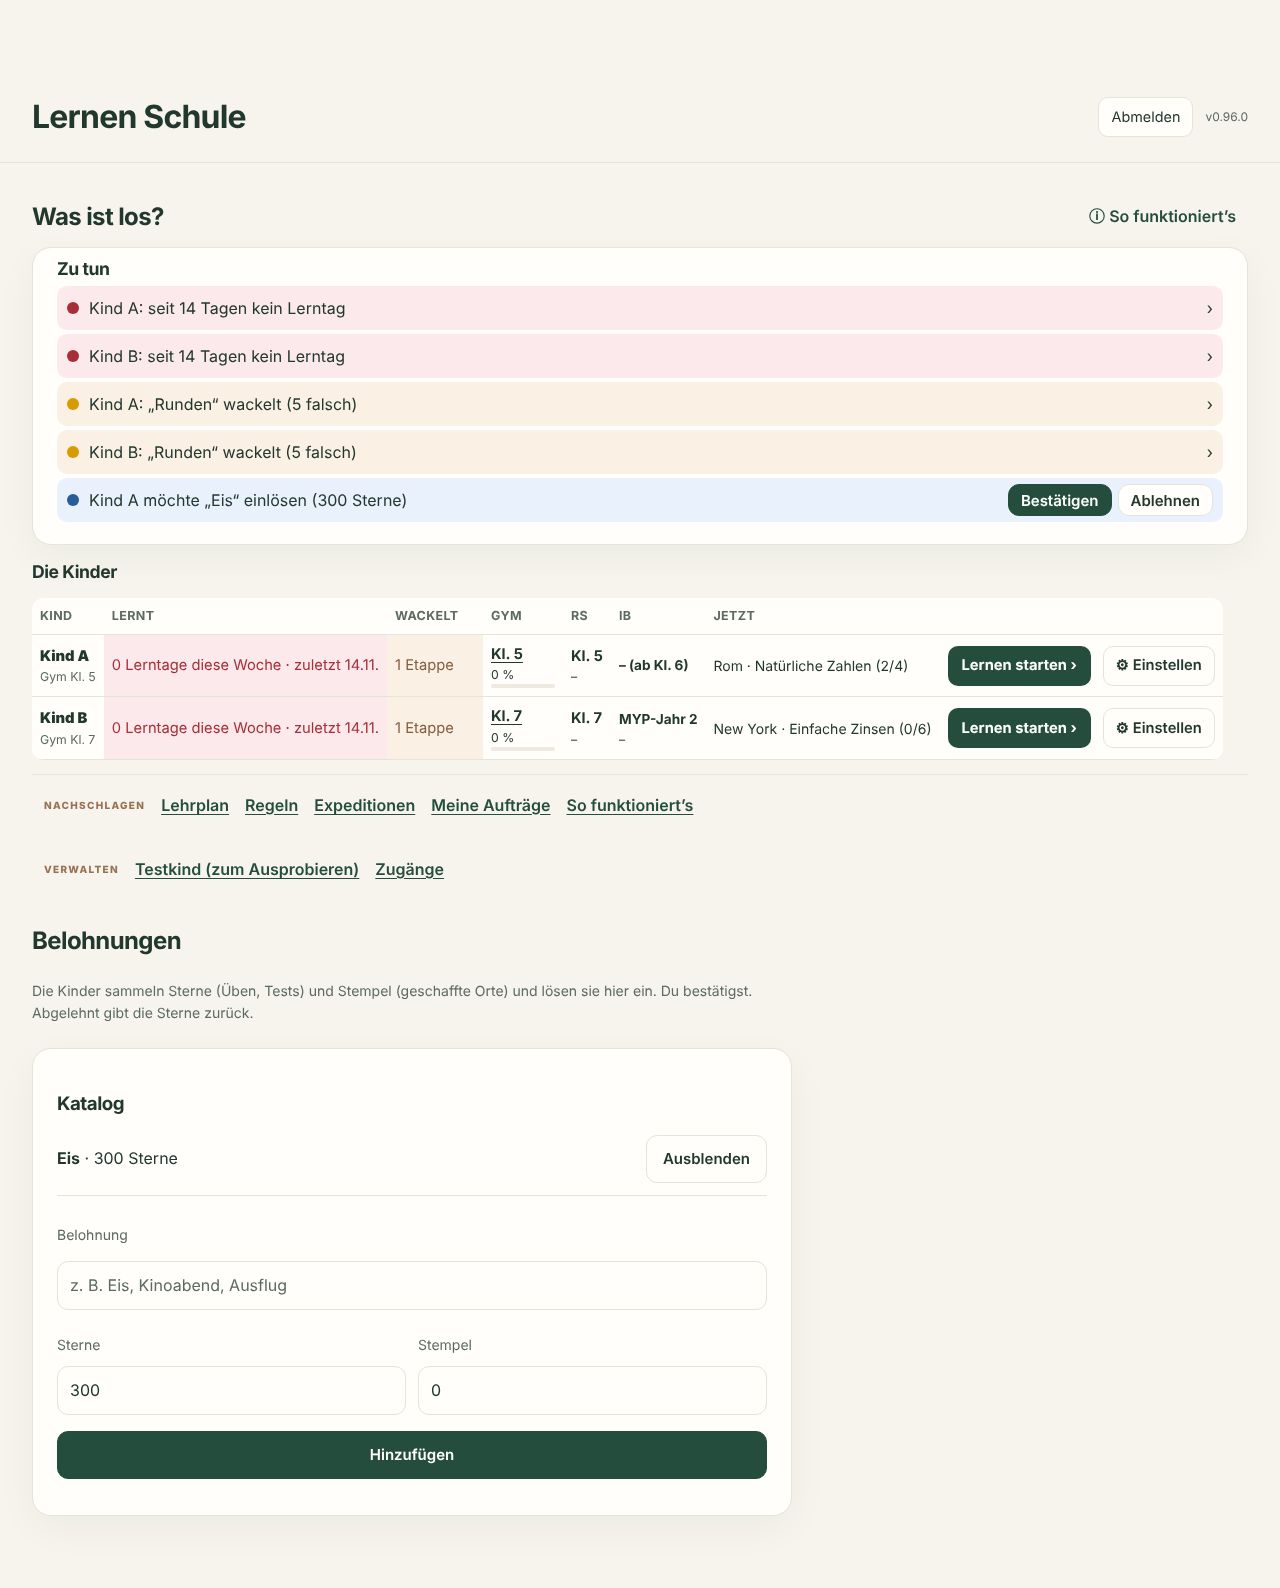 Lernen Schule
Abmelden v0.96.0
Was ist los?
ⓘ So funktioniert’s
Zu tun
Kind A: seit 14 Tagen kein Lerntag ›
Kind B: seit 14 Tagen kein Lerntag ›
Kind A: „Runden“ wackelt (5 falsch) ›
Kind B: „Runden“ wackelt (5 falsch) ›
Kind A möchte „Eis“ einlösen (300 Sterne) Bestätigen Ablehnen
Die Kinder
KIND LERNT WACKELT GYM RS IB JETZT
Kind A
Gym Kl. 5
0 Lerntage diese Woche · zuletzt 14.11.
1 Etappe
Kl. 5
0 %
Kl. 5
–
– (ab Kl. 6)
Rom · Natürliche Zahlen (2/4)
Lernen starten ›
⚙ Einstellen
Kind B
Gym Kl. 7
0 Lerntage diese Woche · zuletzt 14.11.
1 Etappe
Kl. 7
0 %
Kl. 7
–
MYP-Jahr 2
–
New York · Einfache Zinsen (0/6)
Lernen starten ›
⚙ Einstellen
NACHSCHLAGEN Lehrplan Regeln Expeditionen Meine Aufträge So funktioniert’s
VERWALTEN Testkind (zum Ausprobieren) Zugänge
Belohnungen
Die Kinder sammeln Sterne (Üben, Tests) und Stempel (geschaffte Orte) und lösen sie hier ein. Du bestätigst.
Abgelehnt gibt die Sterne zurück.
Katalog
Eis · 300 Sterne Ausblenden
Belohnung
z. B. Eis, Kinoabend, Ausflug
Sterne Stempel
300 0
Hinzufügen